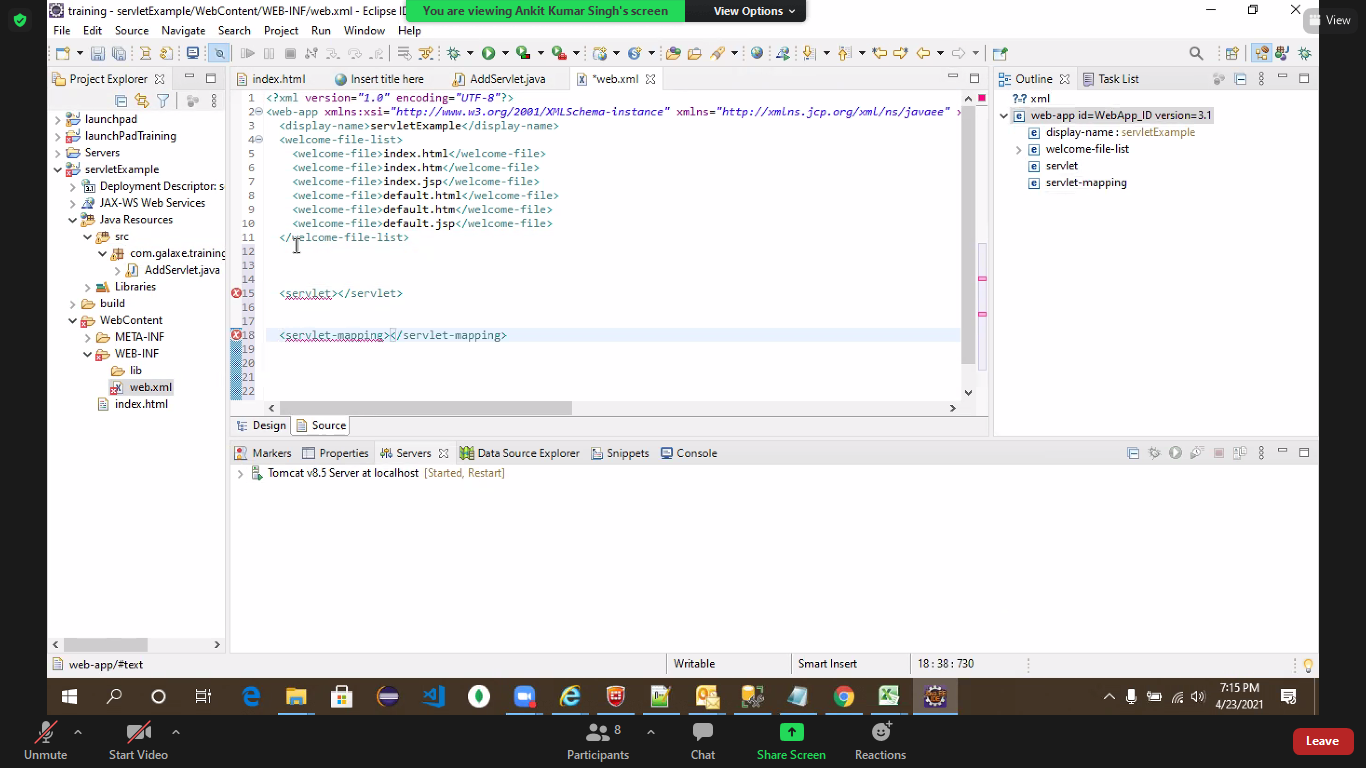 training - servletExample/WebContent/WEB-INF/web.xml - Eclipse ID
You are viewing Ankit Kumar Singh's screen
View Options
View
File Edit Source Navigate Search Project Run Window Help
Project Explorer
index.html Insert title here AddServlet.java *web.xml
Outline Task List
launchpad
launchPadTraining
Servers
servletExample
Deployment Descriptor: s
JAX-WS Web Services
Java Resources
src
com.galaxe.training
AddServlet.java
Libraries
build
WebContent
META-INF
WEB-INF
lib
web.xml
index.html
1 <?xml version="1.0" encoding="UTF-8"?>
2 <web-app xmlns:xsi="http://www.w3.org/2001/XMLSchema-instance" xmlns="http://xmlns.jcp.org/xml/ns/javaee" >
3 <display-name>servletExample</display-name>
4 <welcome-file-list>
5 <welcome-file>index.html</welcome-file>
6 <welcome-file>index.htm</welcome-file>
7 <welcome-file>index.jsp</welcome-file>
8 <welcome-file>default.html</welcome-file>
9 <welcome-file>default.htm</welcome-file>
10 <welcome-file>default.jsp</welcome-file>
11 </welcome-file-list>
12
13
14
15 <servlet></servlet>
16
17
18 <servlet-mapping></servlet-mapping>
19
20
21
22
xml
web-app id=WebApp_ID version=3.1
display-name : servletExample
welcome-file-list
servlet
servlet-mapping
Design Source
Markers Properties Servers Data Source Explorer Snippets Console
Tomcat v8.5 Server at localhost [Started, Restart]
web-app/#text
Writable
Smart Insert
18 : 38 : 730
7:15 PM
4/23/2021
Unmute
Start Video
Participants 8
Chat
Share Screen
Reactions
Leave